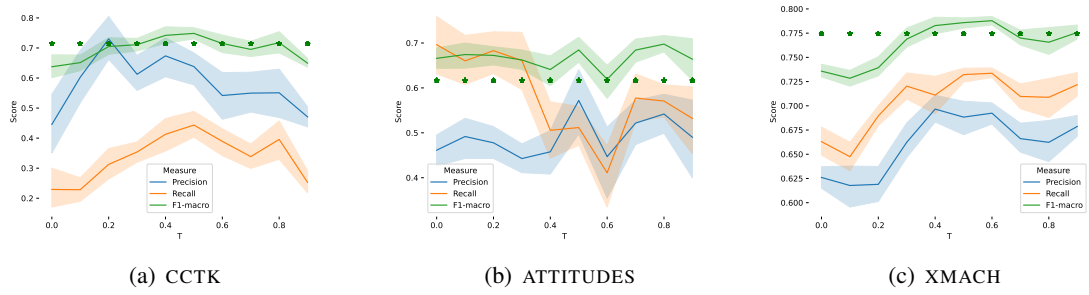 0.8
0.7
0.6
0.5
0.4
0.3
0.2
Score
Measure
Precision
Recall
F1-macro
0.0 0.2 0.4 0.6 0.8
T
(a) CCTK
0.7
0.6
0.5
0.4
Score
Measure
Precision
Recall
F1-macro
0.0 0.2 0.4 0.6 0.8
T
(b) ATTITUDES
0.800
0.775
0.750
0.725
0.700
0.675
0.650
0.625
0.600
Score
Measure
Precision
Recall
F1-macro
0.0 0.2 0.4 0.6 0.8
T
(c) XMACH